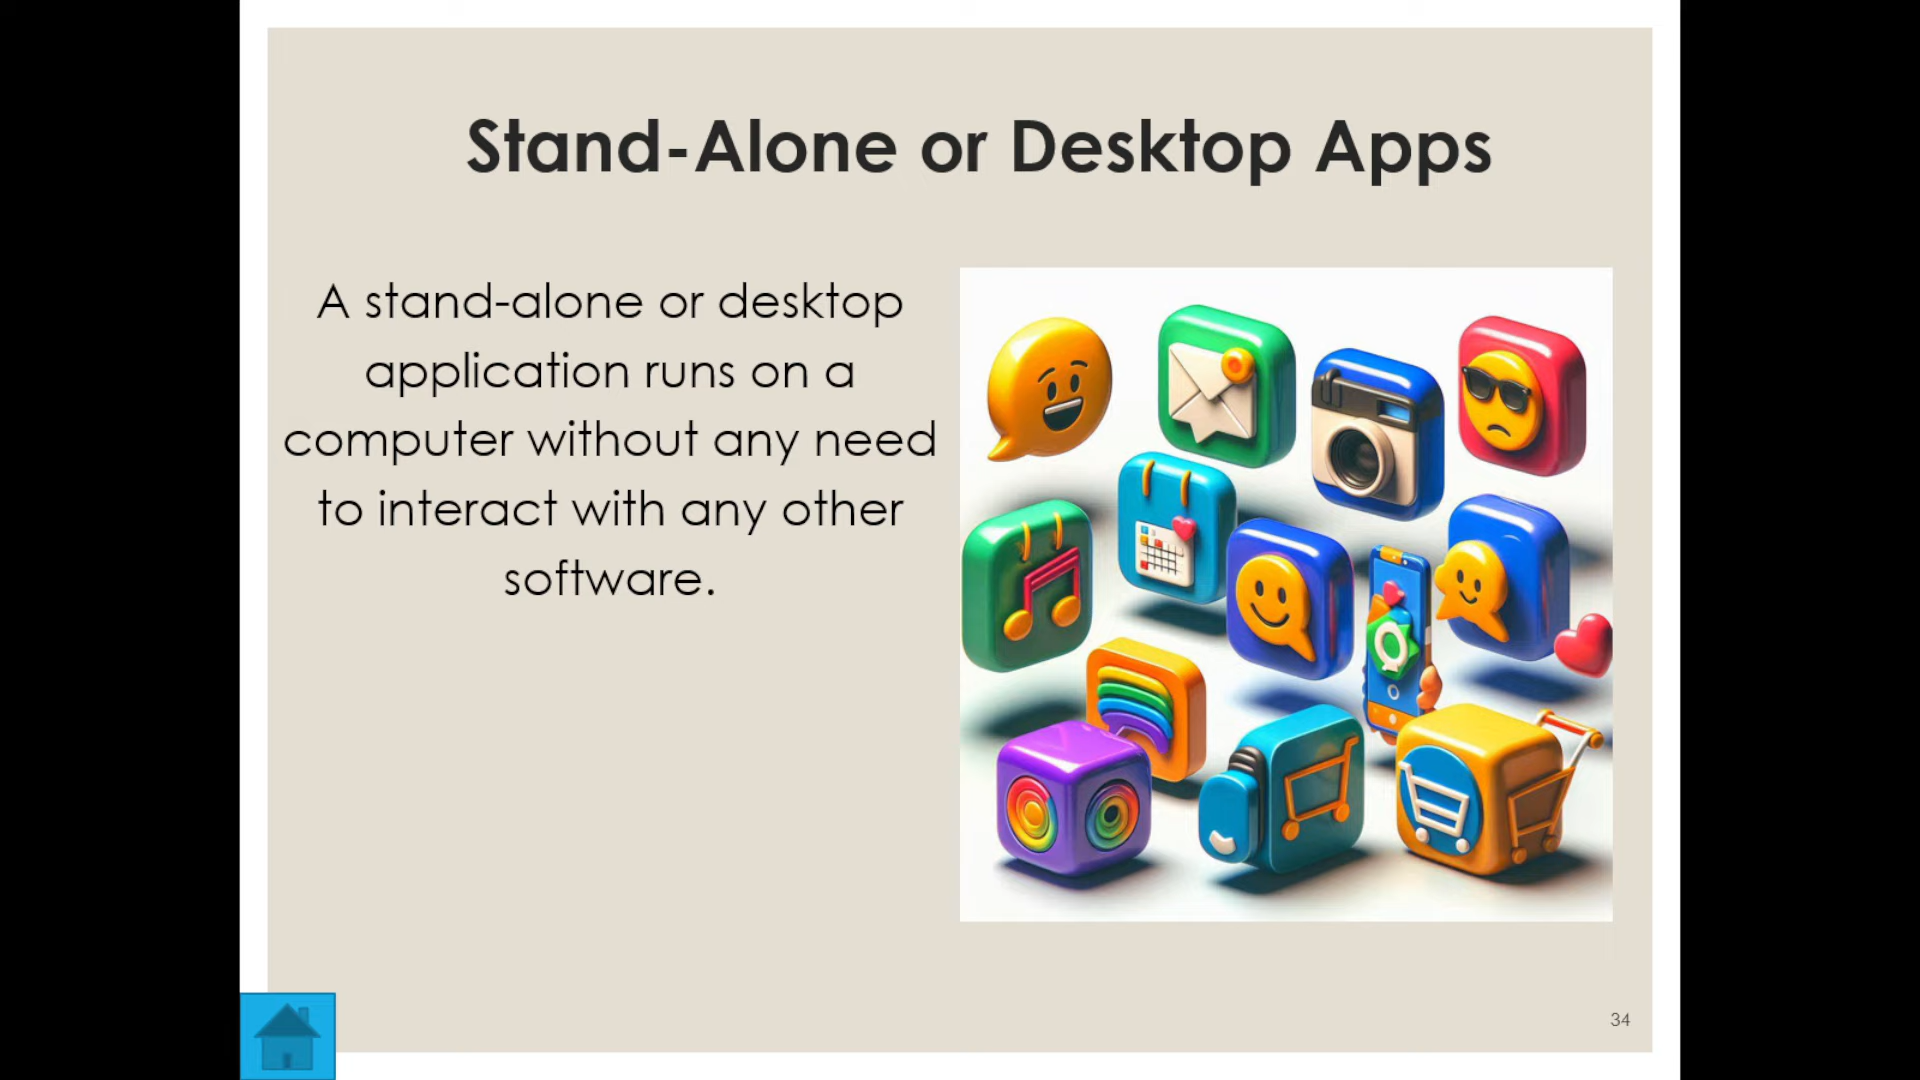 Stand-Alone or Desktop Apps
A stand-alone or desktop
application runs on a
computer without any need
to interact with any other
software.
34